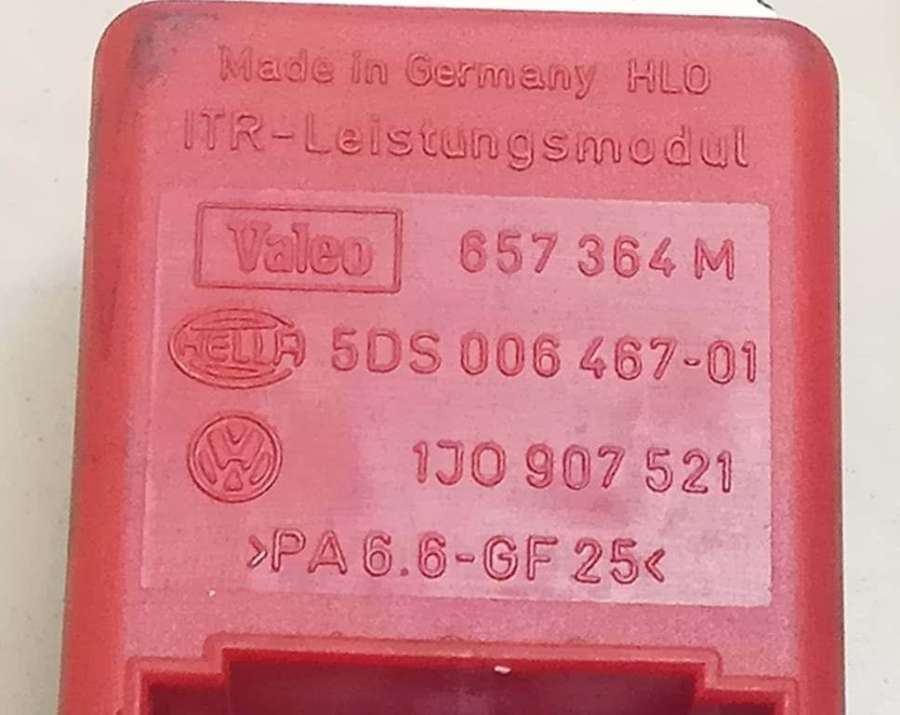 Made in Germany HLO
ITR-Leistungsmodul
Valeo 657 364 M
HELLA 5DS 006 467-01
VW 1J0 907 521
>PA 6.6-GF 25<